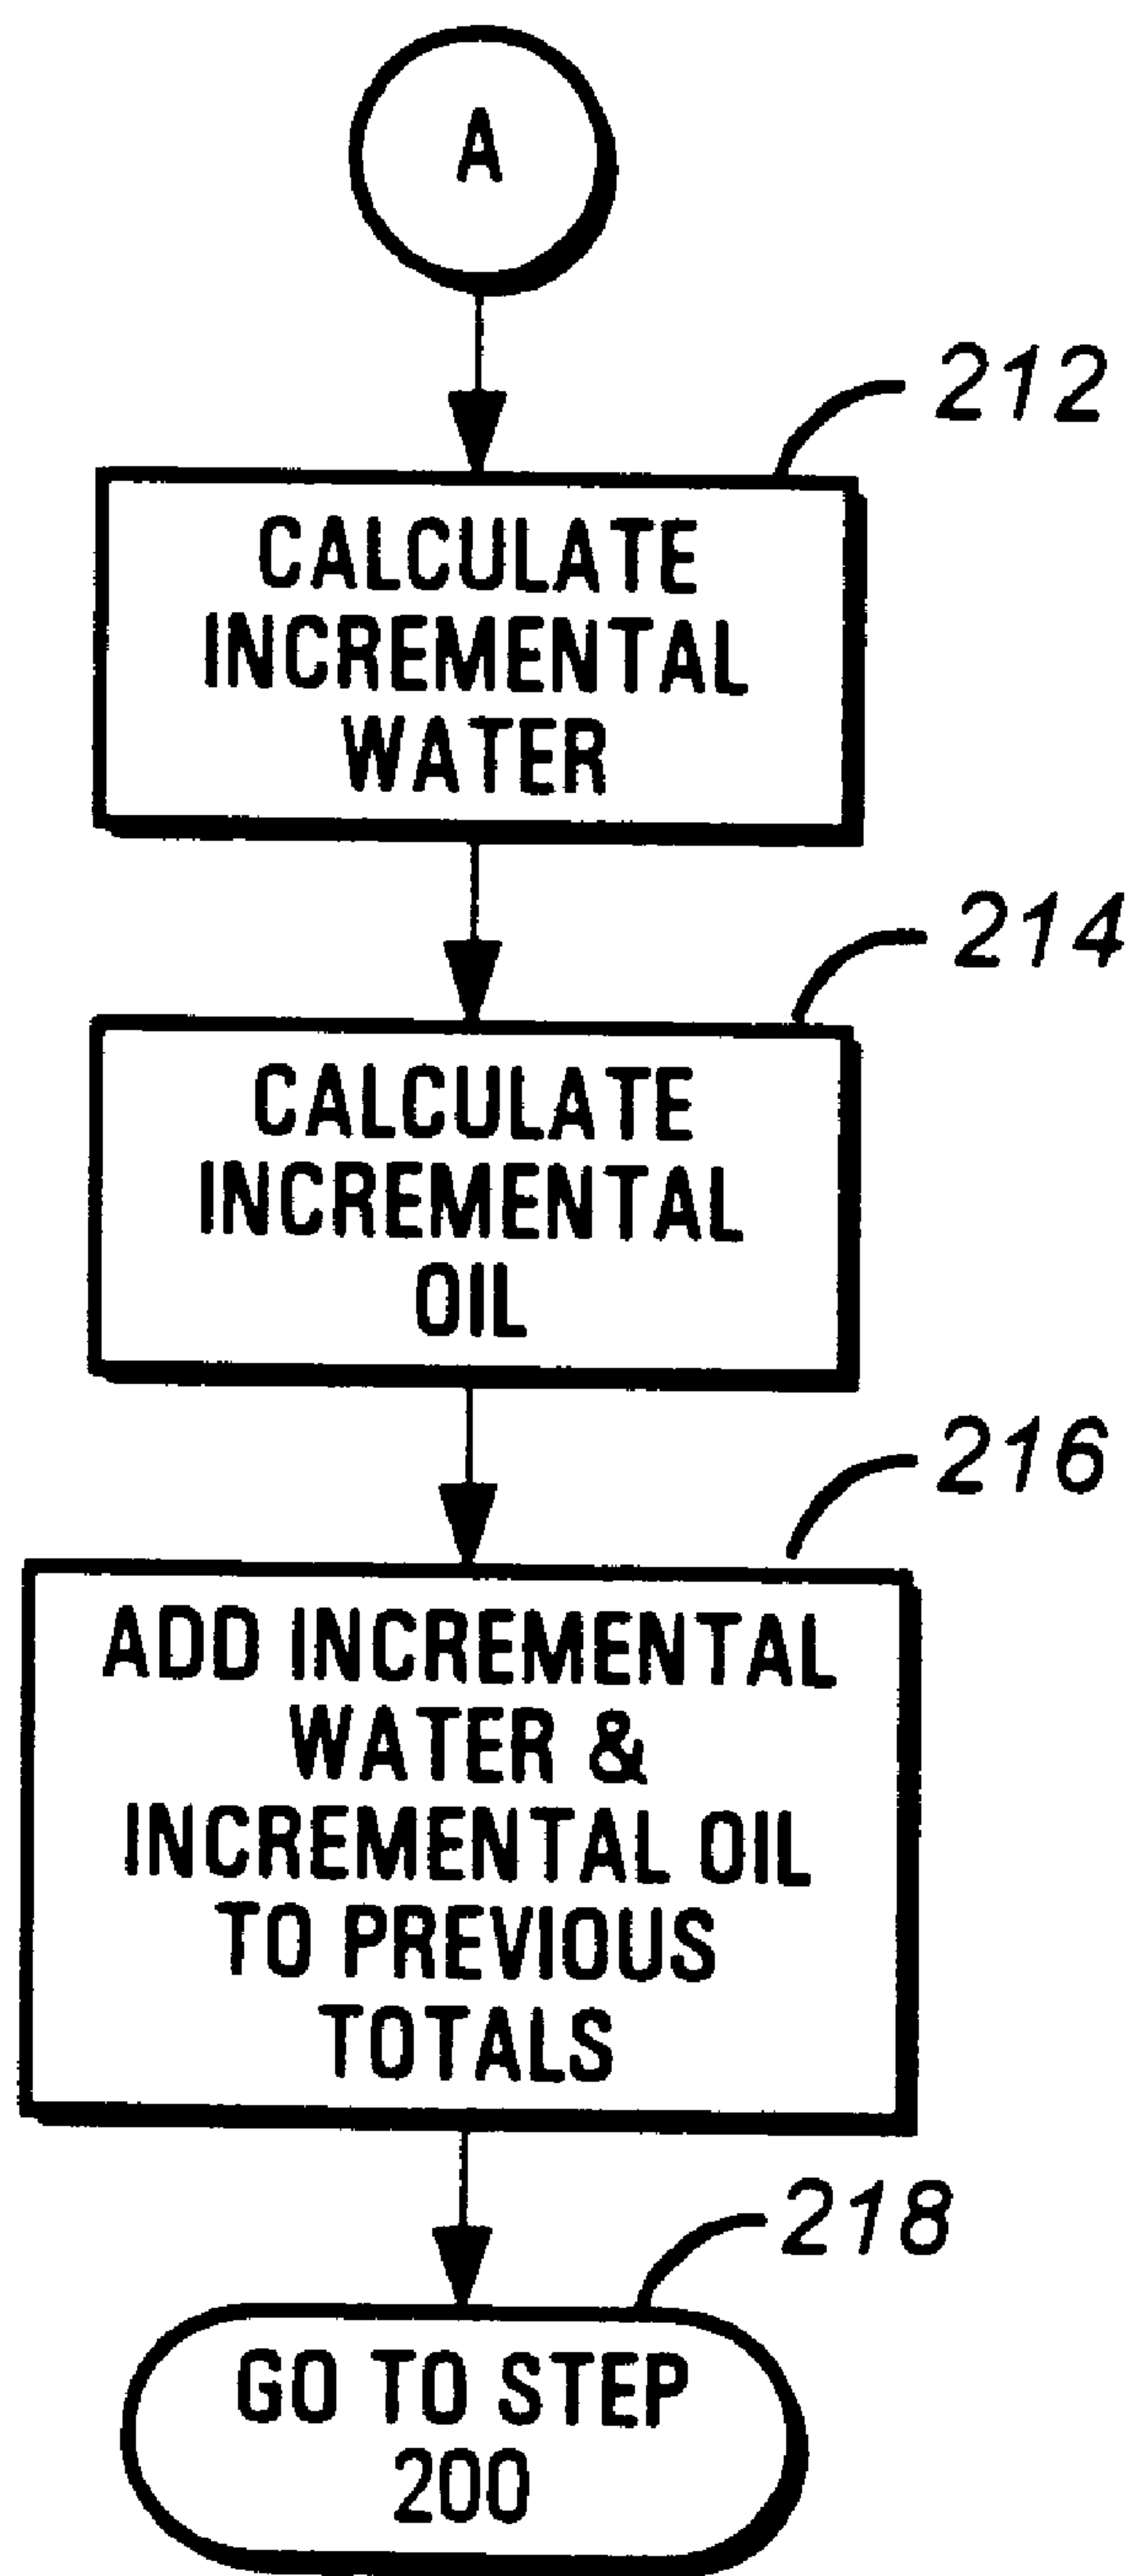 A
212
CALCULATE
INCREMENTAL
WATER
214
CALCULATE
INCREMENTAL
OIL
216
ADD INCREMENTAL
WATER &
INCREMENTAL OIL
TO PREVIOUS
TOTALS
218
GO TO STEP
200